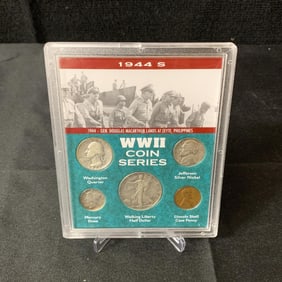 1944 S
1944 - GEN. DOUGLAS MACARTHUR LANDS AT LEYTE, PHILIPPINES
WWII
COIN
SERIES
Washington
Quarter
Jefferson
Silver Nickel
Mercury
Dime
Walking Liberty
Half Dollar
Lincoln Shell
Case Penny